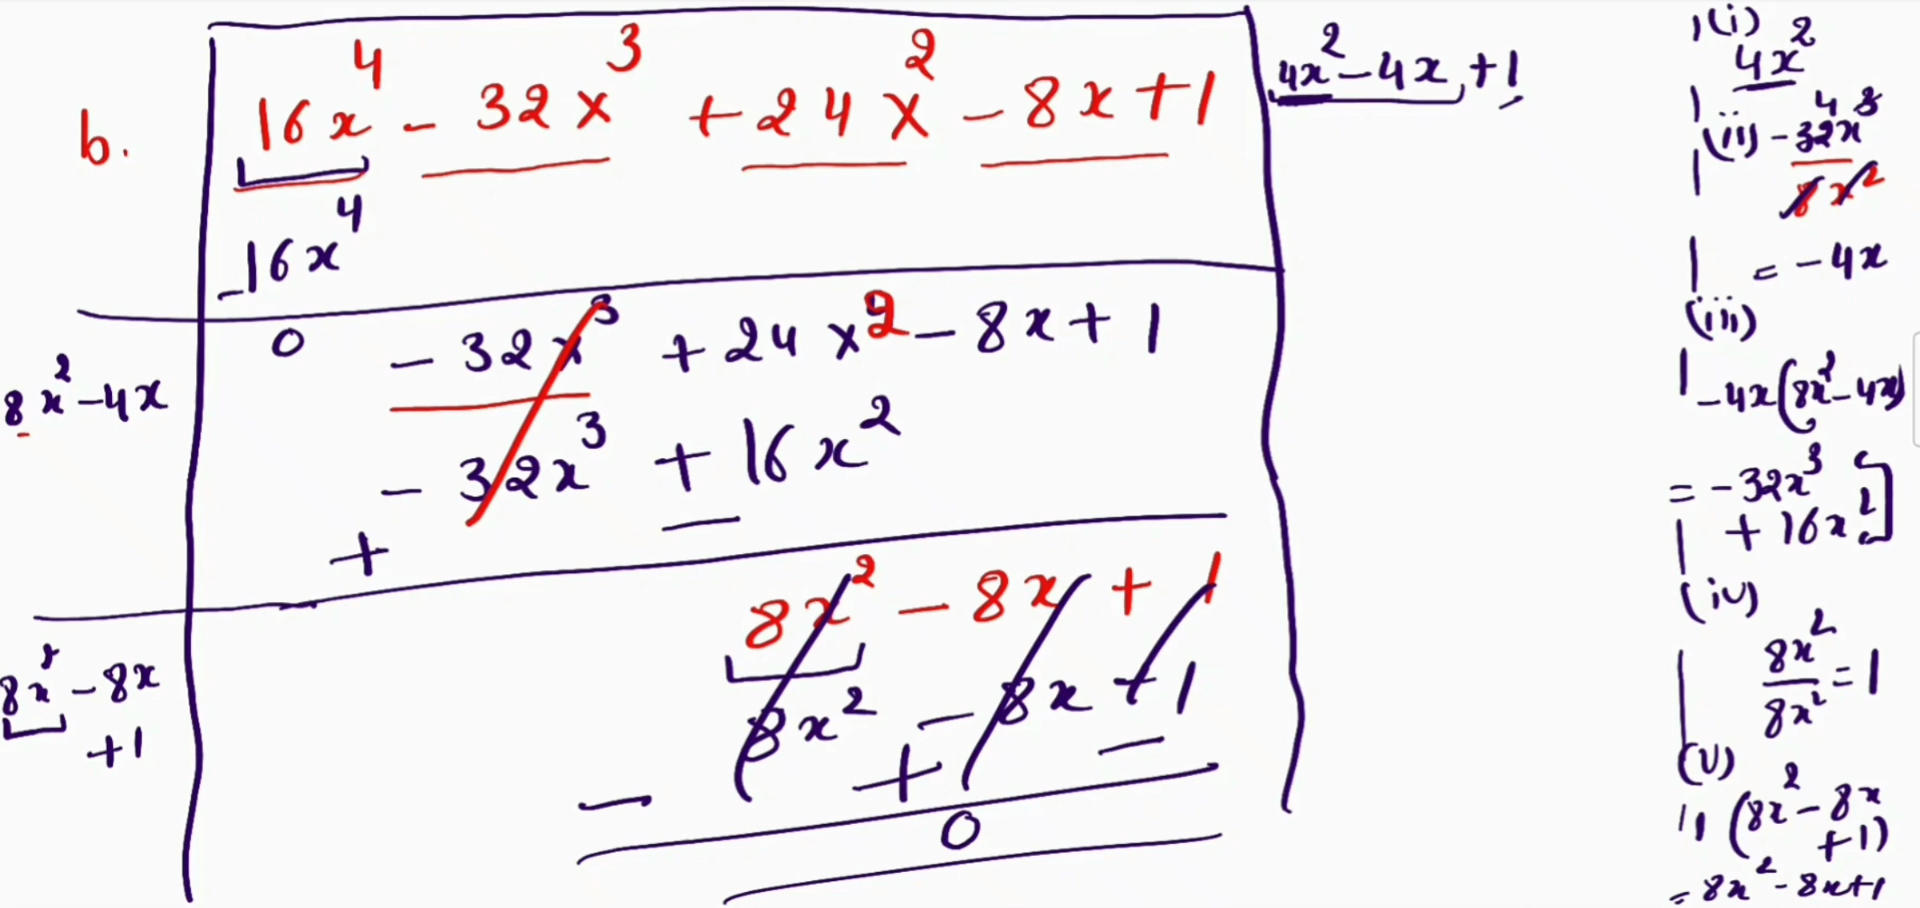 b. 16x⁴ - 32x³ + 24x² - 8x + 1
4x² - 4x + 1
- 16x⁴
0 - 32x³ + 24x² - 8x + 1
8x² - 4x
- 32x³ + 16x²
+ -
8x² - 8x + 1
8x² - 8x
+ 1
8x² - 8x + 1
- + -
0
(i)
4x²
(ii) -32x³
8x²
4
= -4x
(iii)
-4x(8x² - 4x)
= -32x³
+ 16x²
(iv)
8x²
8x² = 1
(v)
1 (8x² - 8x
+1)
= 8x² - 8x + 1